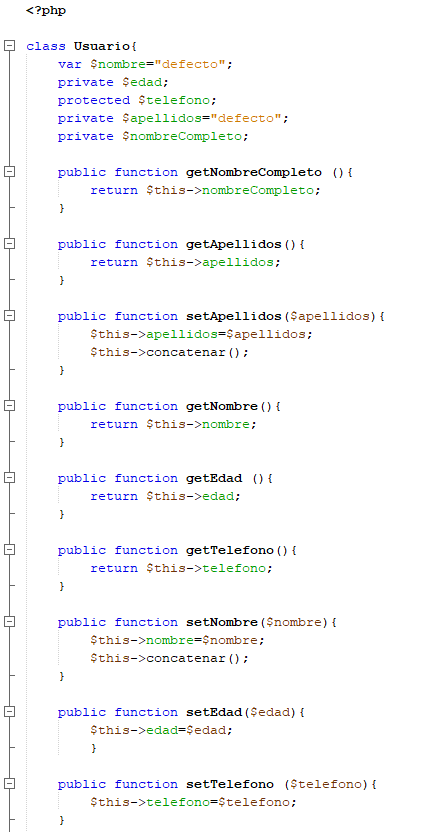 <?php
class Usuario{
    var $nombre="defecto";
    private $edad;
    protected $telefono;
    private $apellidos="defecto";
    private $nombreCompleto;
    public function getNombreCompleto (){
        return $this->nombreCompleto;
    }
    public function getApellidos(){
        return $this->apellidos;
    }
    public function setApellidos($apellidos){
        $this->apellidos=$apellidos;
        $this->concatenar();
    }
    public function getNombre(){
        return $this->nombre;
    }
    public function getEdad (){
        return $this->edad;
    }
    public function getTelefono(){
        return $this->telefono;
    }
    public function setNombre($nombre){
        $this->nombre=$nombre;
        $this->concatenar();
    }
    public function setEdad($edad){
        $this->edad=$edad;
        }
    public function setTelefono ($telefono){
        $this->telefono=$telefono;
    }